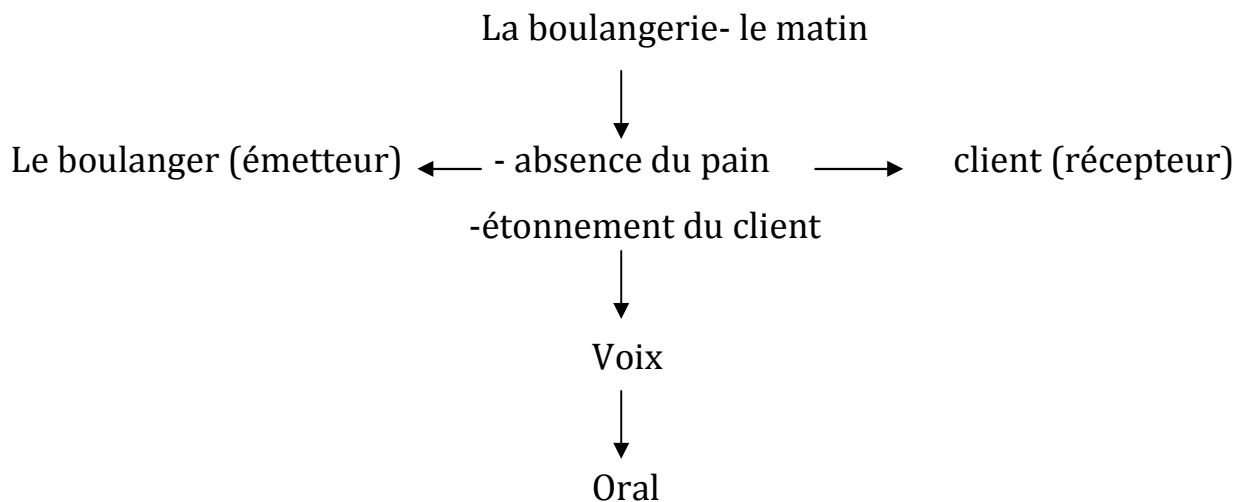 La boulangerie- le matin
Le boulanger (émetteur) - absence du pain client (récepteur)
-étonnement du client
Voix
Oral